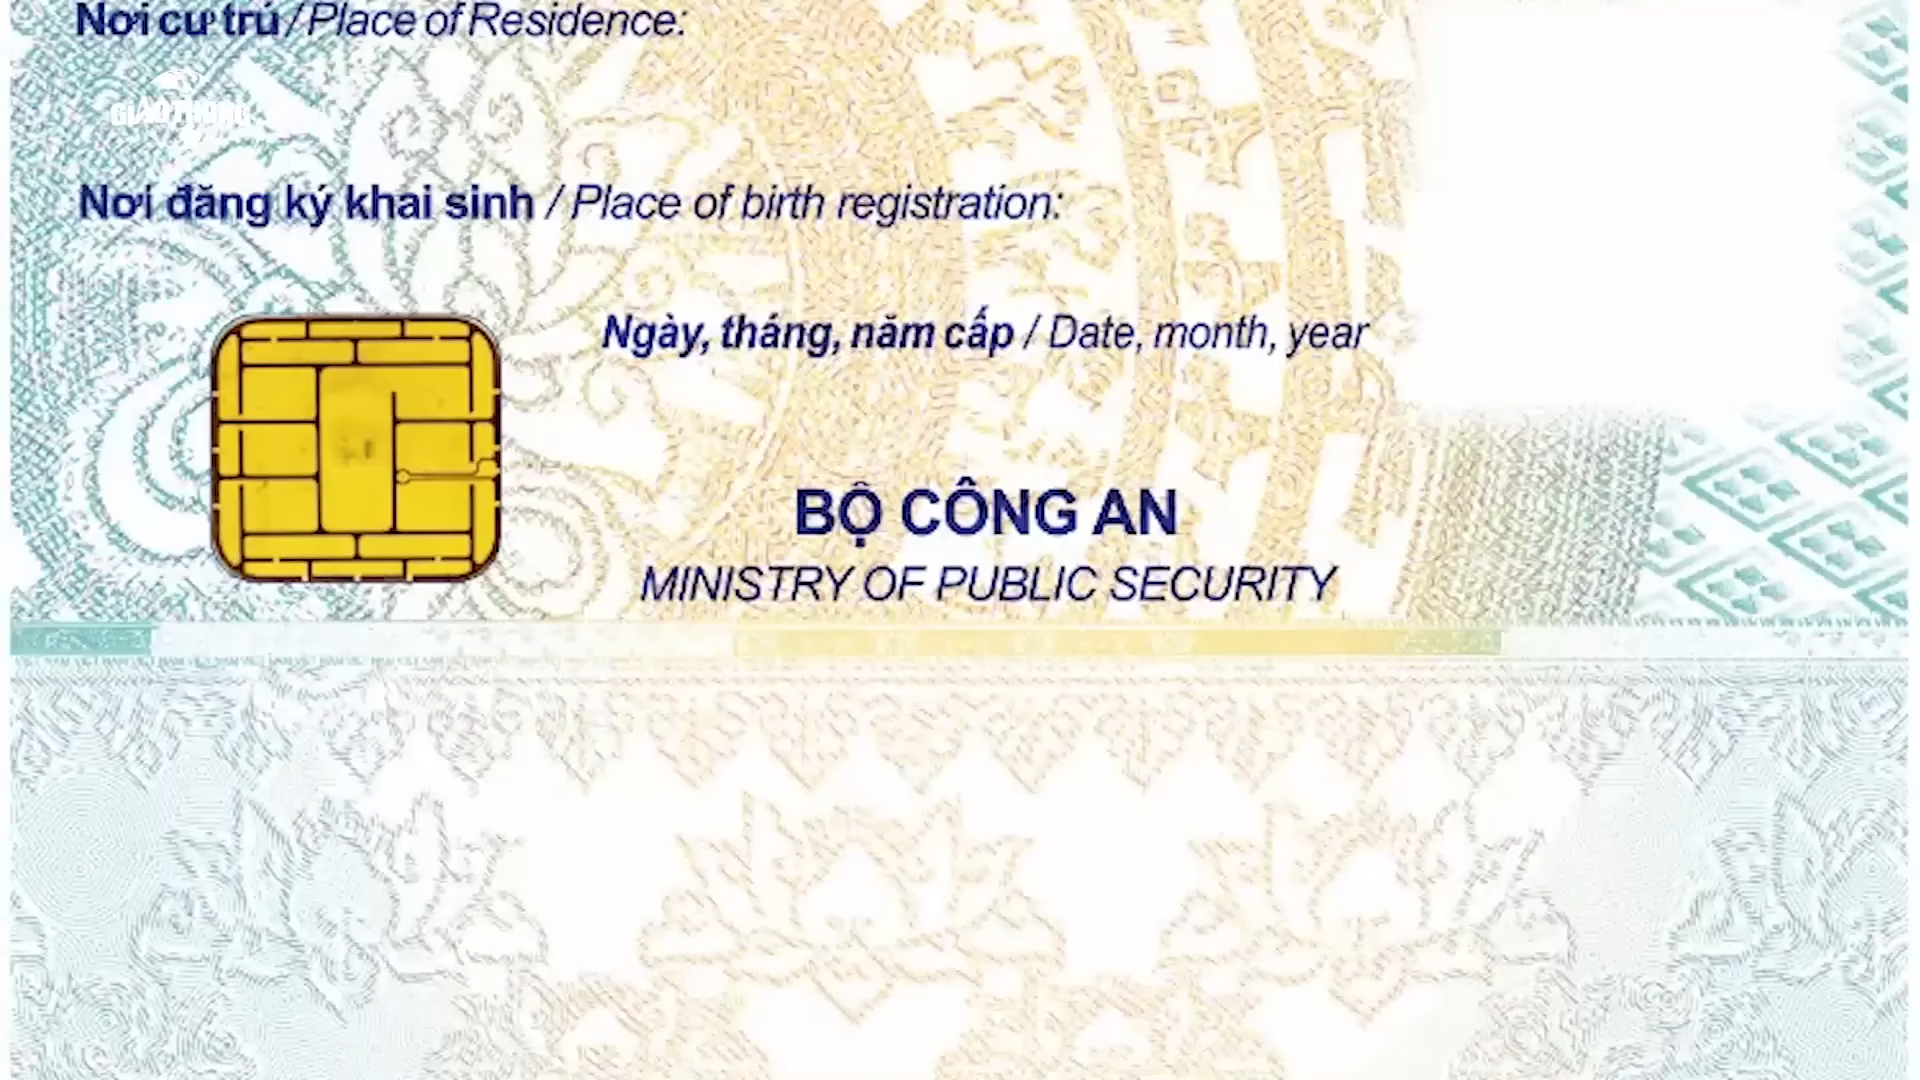 Nơi cư trú / Place of Residence:
GIAOTHONG
Nơi đăng ký khai sinh / Place of birth registration:
Ngày, tháng, năm cấp / Date, month, year
BỘ CÔNG AN
MINISTRY OF PUBLIC SECURITY